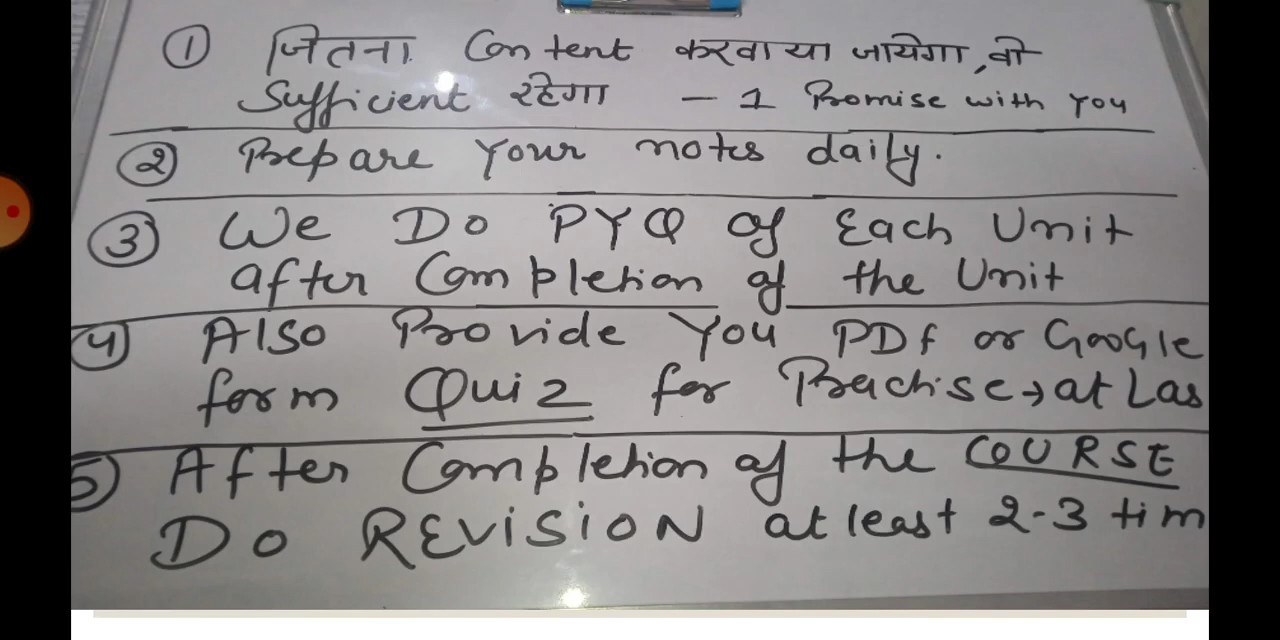 ① जितना Content करवाया जायेगा, वो
Sufficient रहेगा - 1 Promise with You
② Prepare Your notes daily.
③ We Do PYQ of Each Unit
after Completion of the Unit
④ Also Provide You PDf or Google
form Quiz for Practise → at Las
5) After Completion of the COURSE
Do REVISION at least 2-3 tim